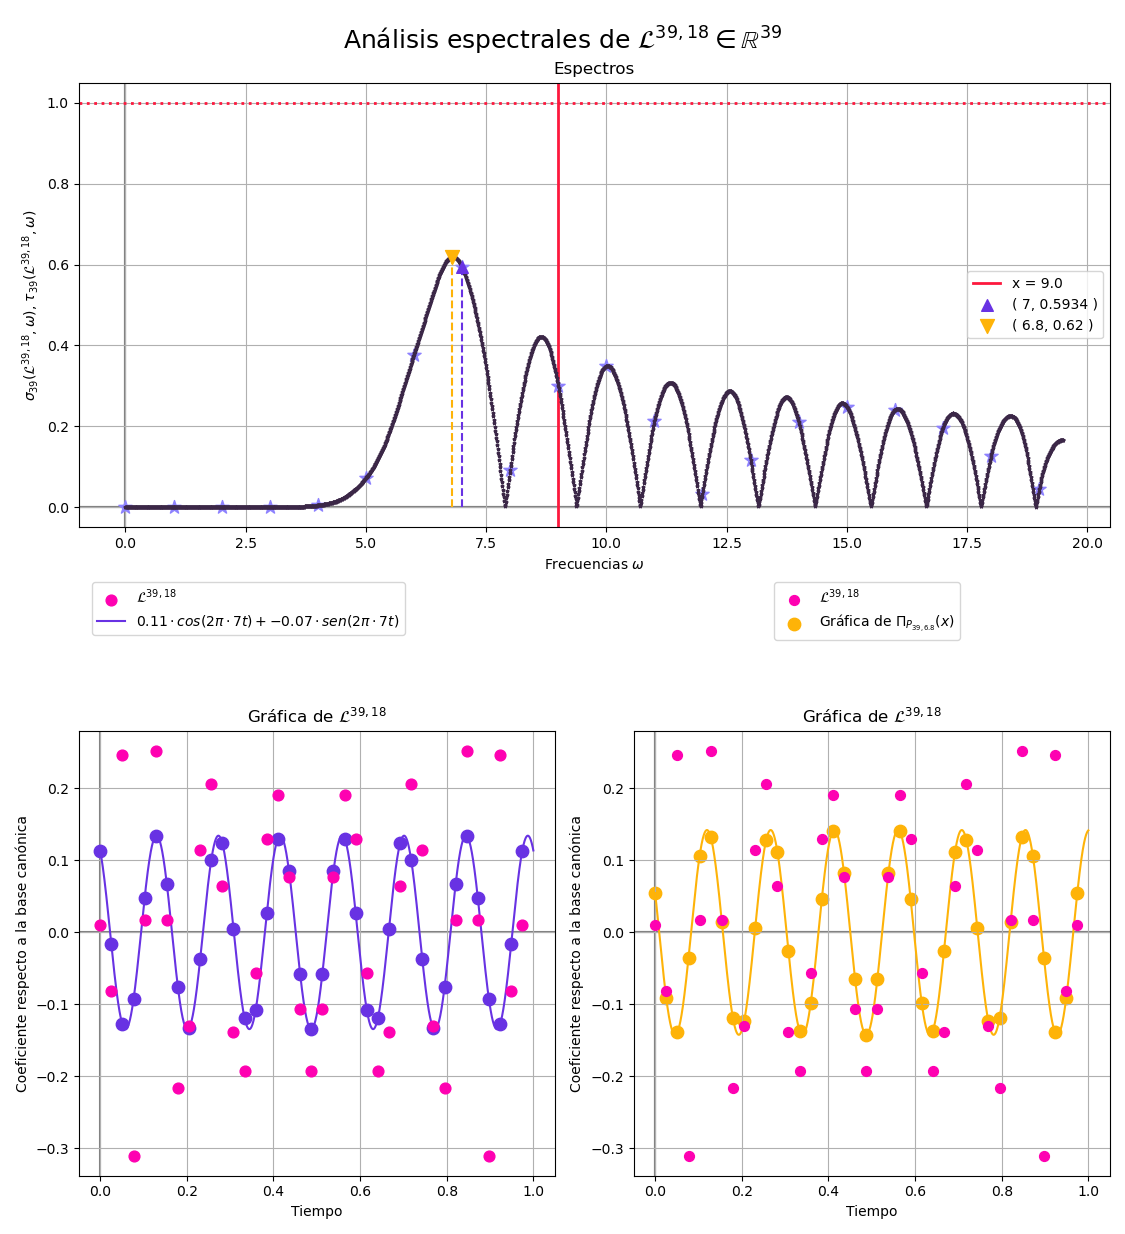 Análisis espectrales de 𝓛^{39,18} ∈ ℝ^{39}
Espectros
σ_{39}(𝓛^{39,18}, ω), τ_{39}(𝓛^{39,18}, ω)
1.0
0.8
0.6
0.4
0.2
0.0
x = 9.0
( 7, 0.5934 )
( 6.8, 0.62 )
0.0 2.5 5.0 7.5 10.0 12.5 15.0 17.5 20.0
Frecuencias ω
𝓛^{39,18}
0.11 · cos(2π · 7t) + −0.07 · sen(2π · 7t)
𝓛^{39,18}
Gráfica de Π_{P_{39,6.8}}(x)
Gráfica de 𝓛^{39,18}
Coeficiente respecto a la base canónica
0.2
0.1
0.0
−0.1
−0.2
−0.3
0.0 0.2 0.4 0.6 0.8 1.0
Tiempo
Gráfica de 𝓛^{39,18}
Coeficiente respecto a la base canónica
0.2
0.1
0.0
−0.1
−0.2
−0.3
0.0 0.2 0.4 0.6 0.8 1.0
Tiempo